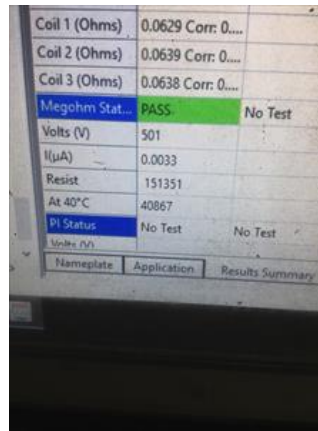 Coil 1 (Ohms) 0.0629 Corr: 0....
Coil 2 (Ohms) 0.0639 Corr: 0....
Coil 3 (Ohms) 0.0638 Corr: 0....
Megohm Stat... PASS No Test
Volts (V) 501
I(µA) 0.0033
Resist 151351
At 40°C 40867
PI Status No Test No Test
Volts (V)
Nameplate Application Results Summary